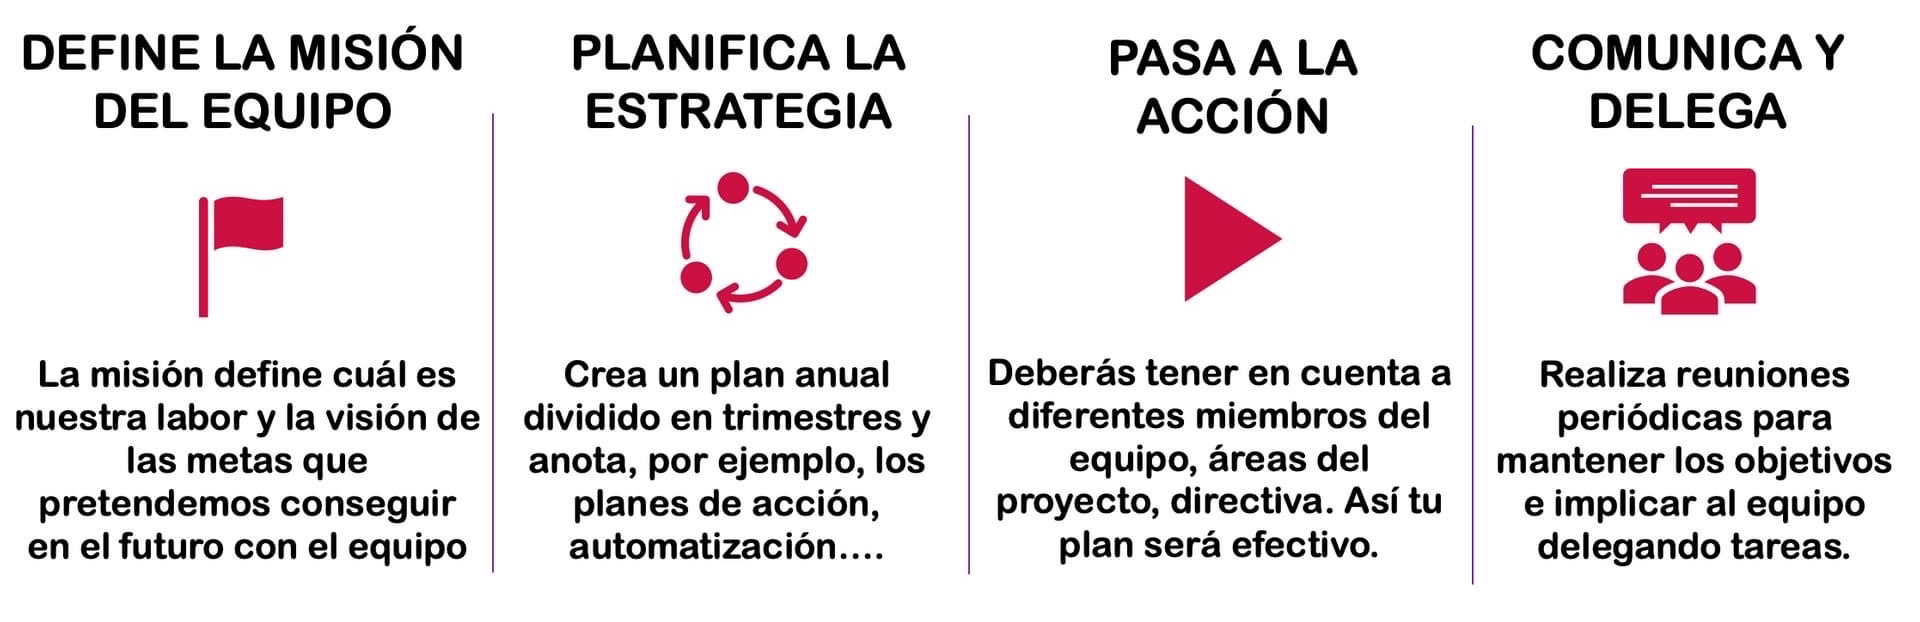 DEFINE LA MISIÓN
DEL EQUIPO
La misión define cuál es
nuestra labor y la visión de
las metas que
pretendemos conseguir
en el futuro con el equipo
PLANIFICA LA
ESTRATEGIA
Crea un plan anual
dividido en trimestres y
anota, por ejemplo, los
planes de acción,
automatización....
PASA A LA
ACCIÓN
Deberás tener en cuenta a
diferentes miembros del
equipo, áreas del
proyecto, directiva. Así tu
plan será efectivo.
COMUNICA Y
DELEGA
Realiza reuniones
periódicas para
mantener los objetivos
e implicar al equipo
delegando tareas.